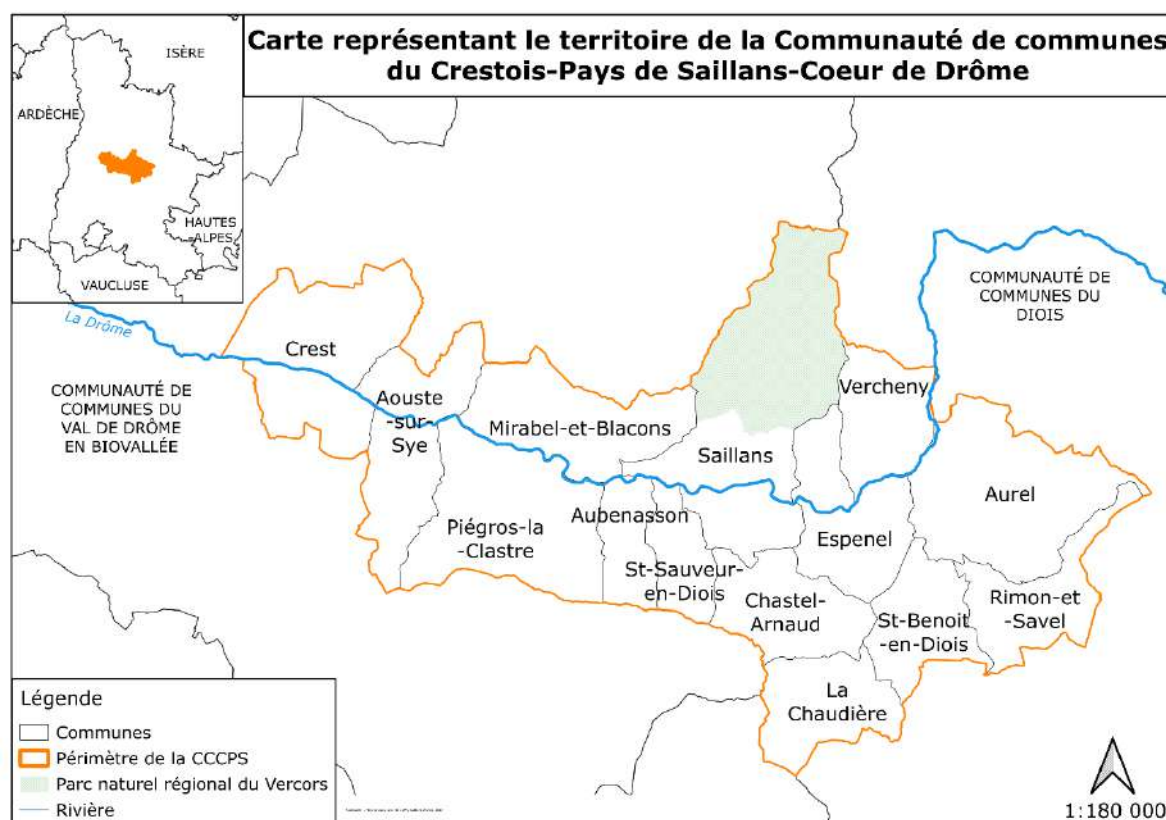 Carte représentant le territoire de la Communauté de communes
du Crestois-Pays de Saillans-Coeur de Drôme
ISÈRE
ARDÈCHE
HAUTES
-ALPES
VAUCLUSE
La Drôme
COMMUNAUTÉ DE
COMMUNES DU
DIOIS
COMMUNAUTÉ DE
COMMUNES DU
VAL DE DRÔME
EN BIOVALLÉE
Crest
Aouste
-sur-
Sye
Mirabel-et-Blacons
Vercheny
Saillans
Aurel
Piégros-la
-Clastre
Aubenasson
Espenel
St-Sauveur-
en-Diois
Chastel-
Arnaud
St-Benoit
-en-Diois
Rimon-et
-Savel
La
Chaudière
Légende
Communes
Périmètre de la CCCPS
Parc naturel régional du Vercors
Rivière
1:180 000